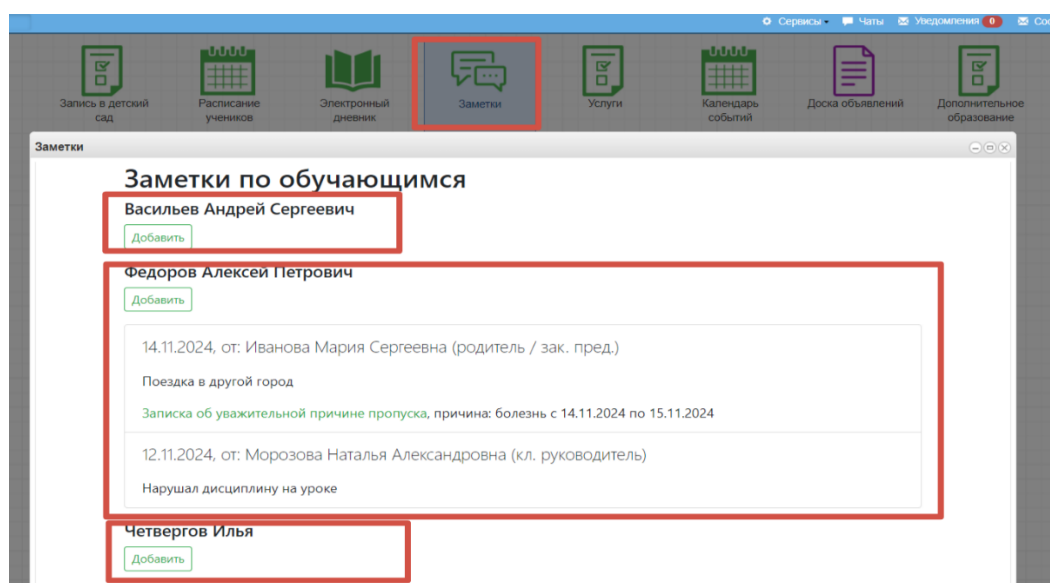 Сервисы Чаты Уведомления 0
Запись в детский сад
Расписание учеников
Электронный дневник
Заметки
Услуги
Календарь событий
Доска объявлений
Дополнительное образование
Заметки
Заметки по обучающимся
Васильев Андрей Сергеевич
Добавить
Федоров Алексей Петрович
Добавить
14.11.2024, от: Иванова Мария Сергеевна (родитель / зак. пред.)
Поездка в другой город
Записка об уважительной причине пропуска, причина: болезнь с 14.11.2024 по 15.11.2024
12.11.2024, от: Морозова Наталья Александровна (кл. руководитель)
Нарушал дисциплину на уроке
Четвергов Илья
Добавить